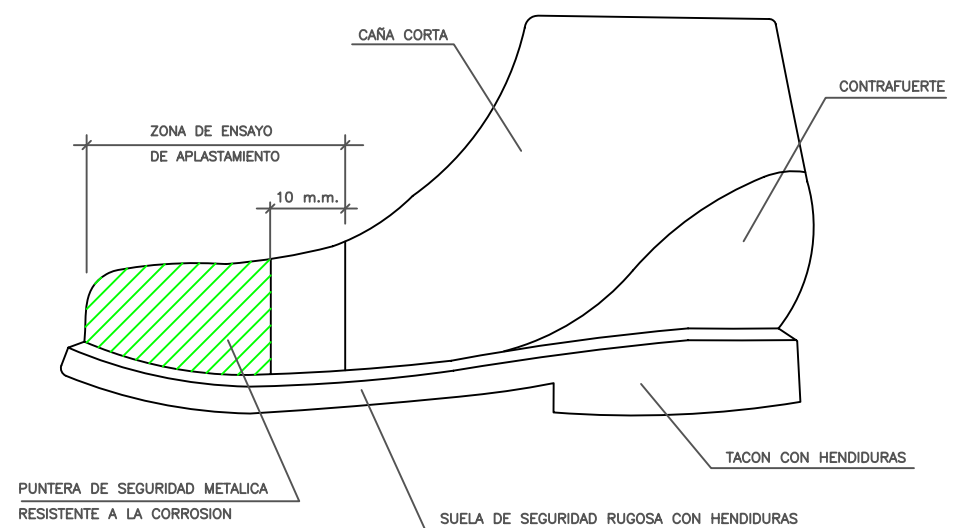 CAÑA CORTA
CONTRAFUERTE
ZONA DE ENSAYO
DE APLASTAMIENTO
10 m.m.
TACON CON HENDIDURAS
PUNTERA DE SEGURIDAD METALICA
RESISTENTE A LA CORROSION
SUELA DE SEGURIDAD RUGOSA CON HENDIDURAS